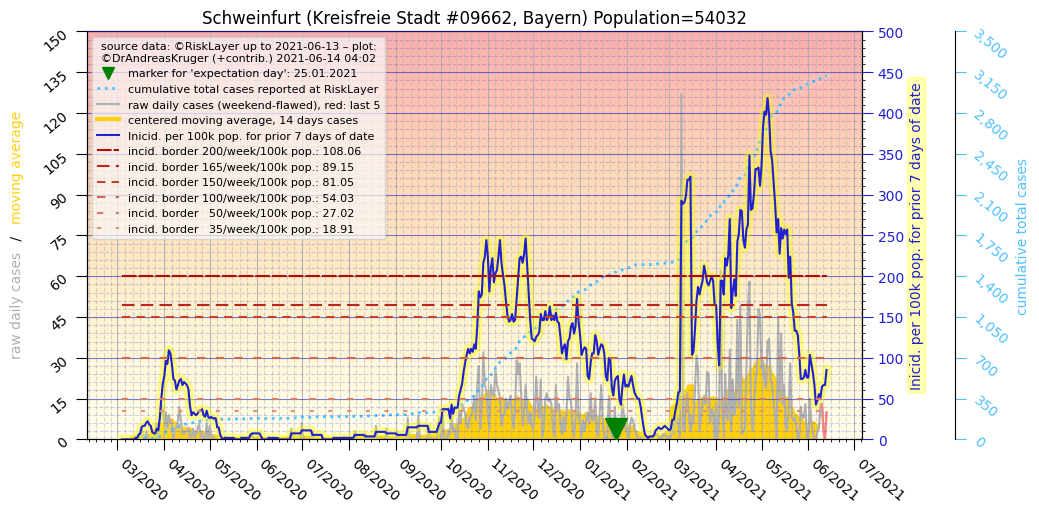 Schweinfurt (Kreisfreie Stadt #09662, Bayern) Population=54032
source data: ©RiskLayer up to 2021-06-13 – plot:
©DrAndreasKruger (+contrib.) 2021-06-14 04:02
marker for 'expectation day': 25.01.2021
cumulative total cases reported at RiskLayer
raw daily cases (weekend-flawed), red: last 5
centered moving average, 14 days cases
Inicid. per 100k pop. for prior 7 days of date
incid. border 200/week/100k pop.: 108.06
incid. border 165/week/100k pop.: 89.15
incid. border 150/week/100k pop.: 81.05
incid. border 100/week/100k pop.: 54.03
incid. border   50/week/100k pop.: 27.02
incid. border   35/week/100k pop.: 18.91
raw daily cases / moving average
150
135
120
105
90
75
60
45
30
15
0
03/2020
04/2020
05/2020
06/2020
07/2020
08/2020
09/2020
10/2020
11/2020
12/2020
01/2021
02/2021
03/2021
04/2021
05/2021
06/2021
07/2021
500
450
400
350
300
250
200
150
100
50
0
Inicid. per 100k pop. for prior 7 days of date
3,500
3,150
2,800
2,450
2,100
1,750
1,400
1,050
700
350
0
cumulative total cases